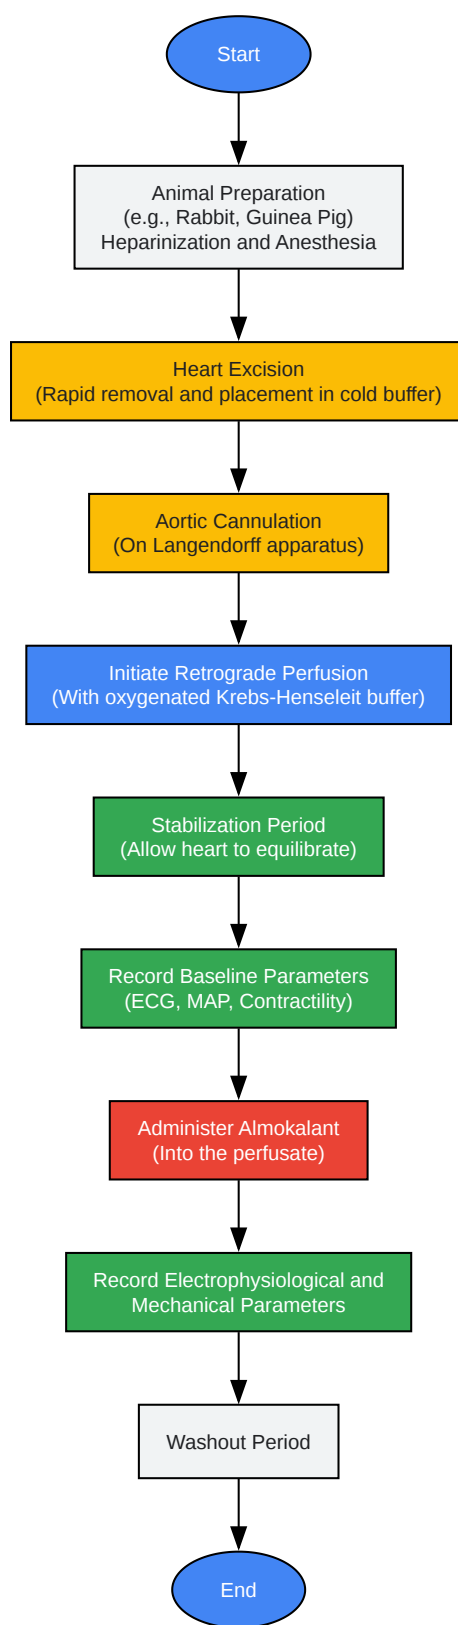 Start
Animal Preparation
(e.g., Rabbit, Guinea Pig)
Heparinization and Anesthesia
Heart Excision
(Rapid removal and placement in cold buffer)
Aortic Cannulation
(On Langendorff apparatus)
Initiate Retrograde Perfusion
(With oxygenated Krebs-Henseleit buffer)
Stabilization Period
(Allow heart to equilibrate)
Record Baseline Parameters
(ECG, MAP, Contractility)
Administer Almokalant
(Into the perfusate)
Record Electrophysiological and
Mechanical Parameters
Washout Period
End